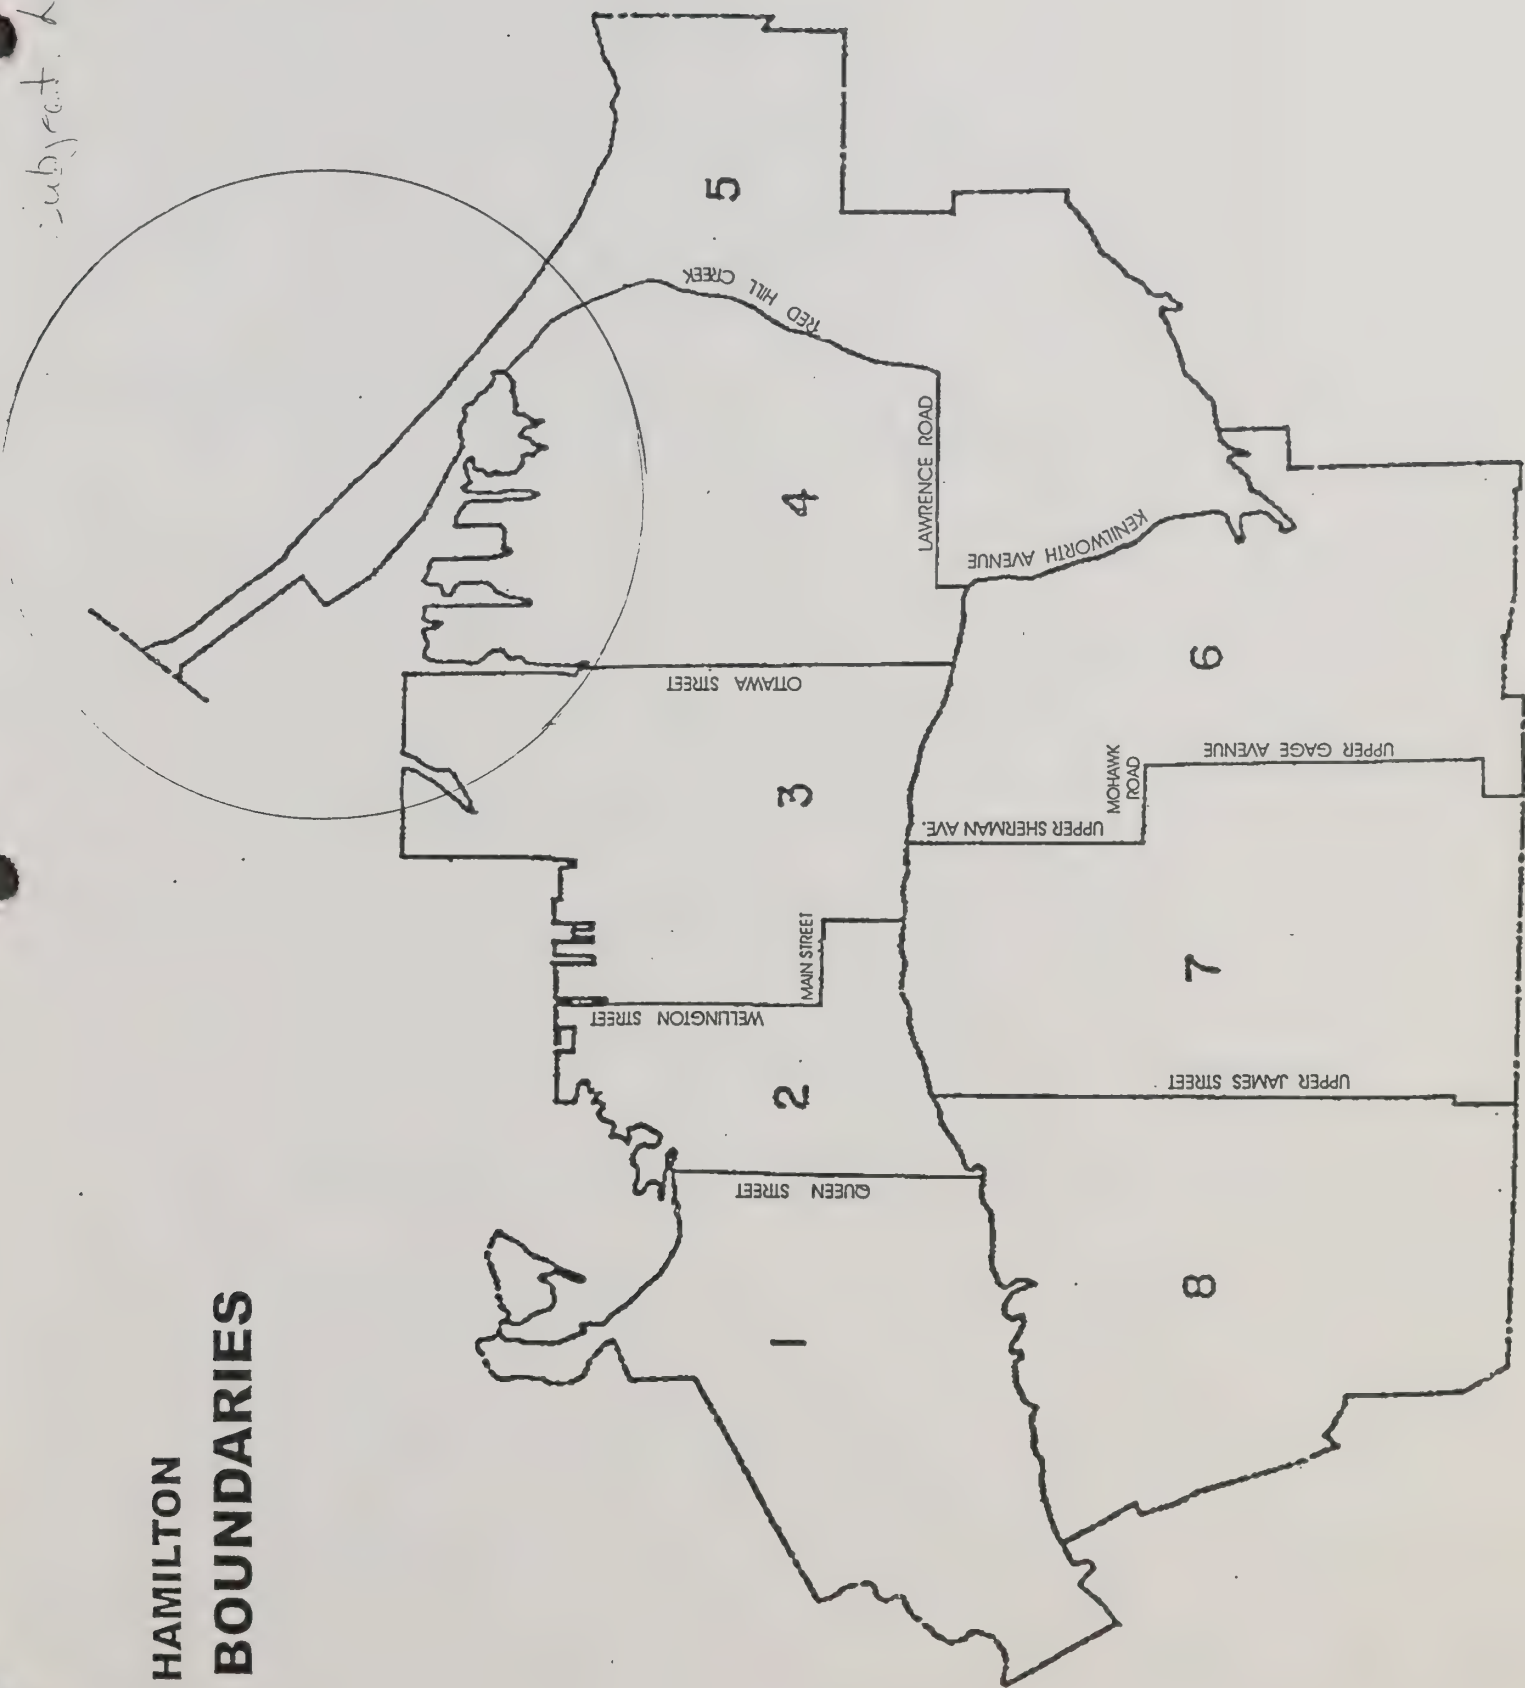 HAMILTON
BOUNDARIES
1
2
3
4
5
6
7
8
QUEEN STREET
WELLINGTON STREET
MAIN STREET
OTTAWA STREET
RED HILL CREEK
LAWRENCE ROAD
KENILWORTH AVENUE
UPPER SHERMAN AVE.
MOHAWK
ROAD
UPPER GAGE AVENUE
UPPER JAMES STREET